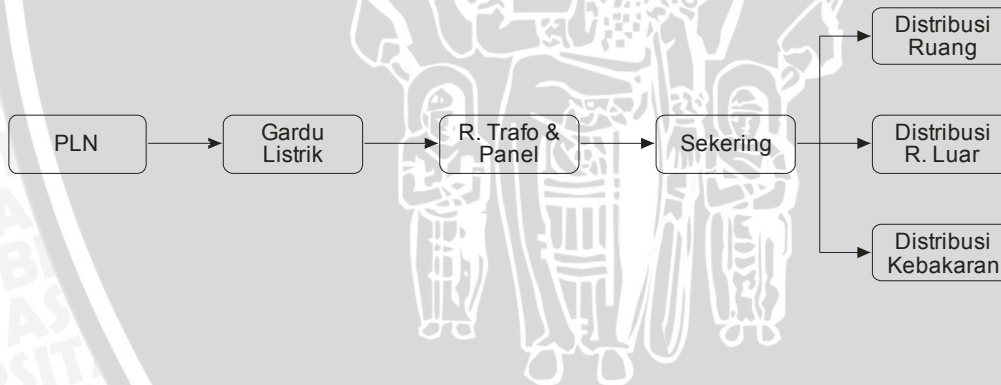 PLN
Gardu
Listrik
R. Trafo &
Panel
Sekering
Distribusi
Ruang
Distribusi
R. Luar
Distribusi
Kebakaran